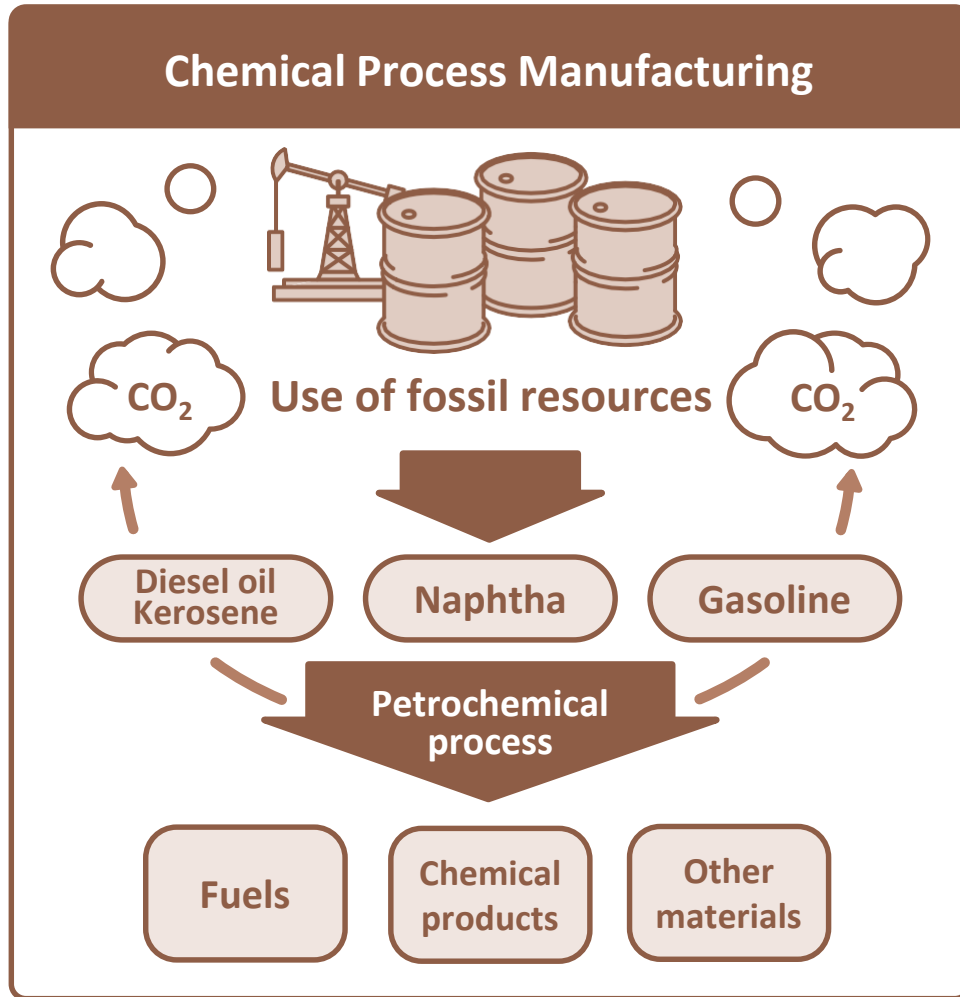 Chemical Process Manufacturing
CO₂
Use of fossil resources
CO₂
Diesel oil
Kerosene
Naphtha
Gasoline
Petrochemical
process
Fuels
Chemical
products
Other
materials